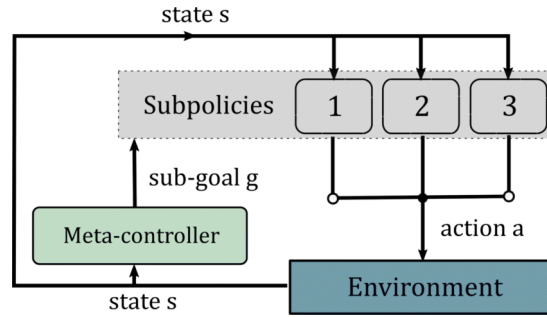 state s
Subpolicies 1 2 3
sub-goal g
Meta-controller
action a
state s
Environment